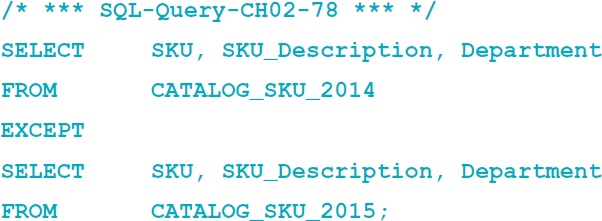 /* *** SQL-Query-CH02-78 *** */
SELECT SKU, SKU_Description, Department
FROM CATALOG_SKU_2014
EXCEPT
SELECT SKU, SKU_Description, Department
FROM CATALOG_SKU_2015;